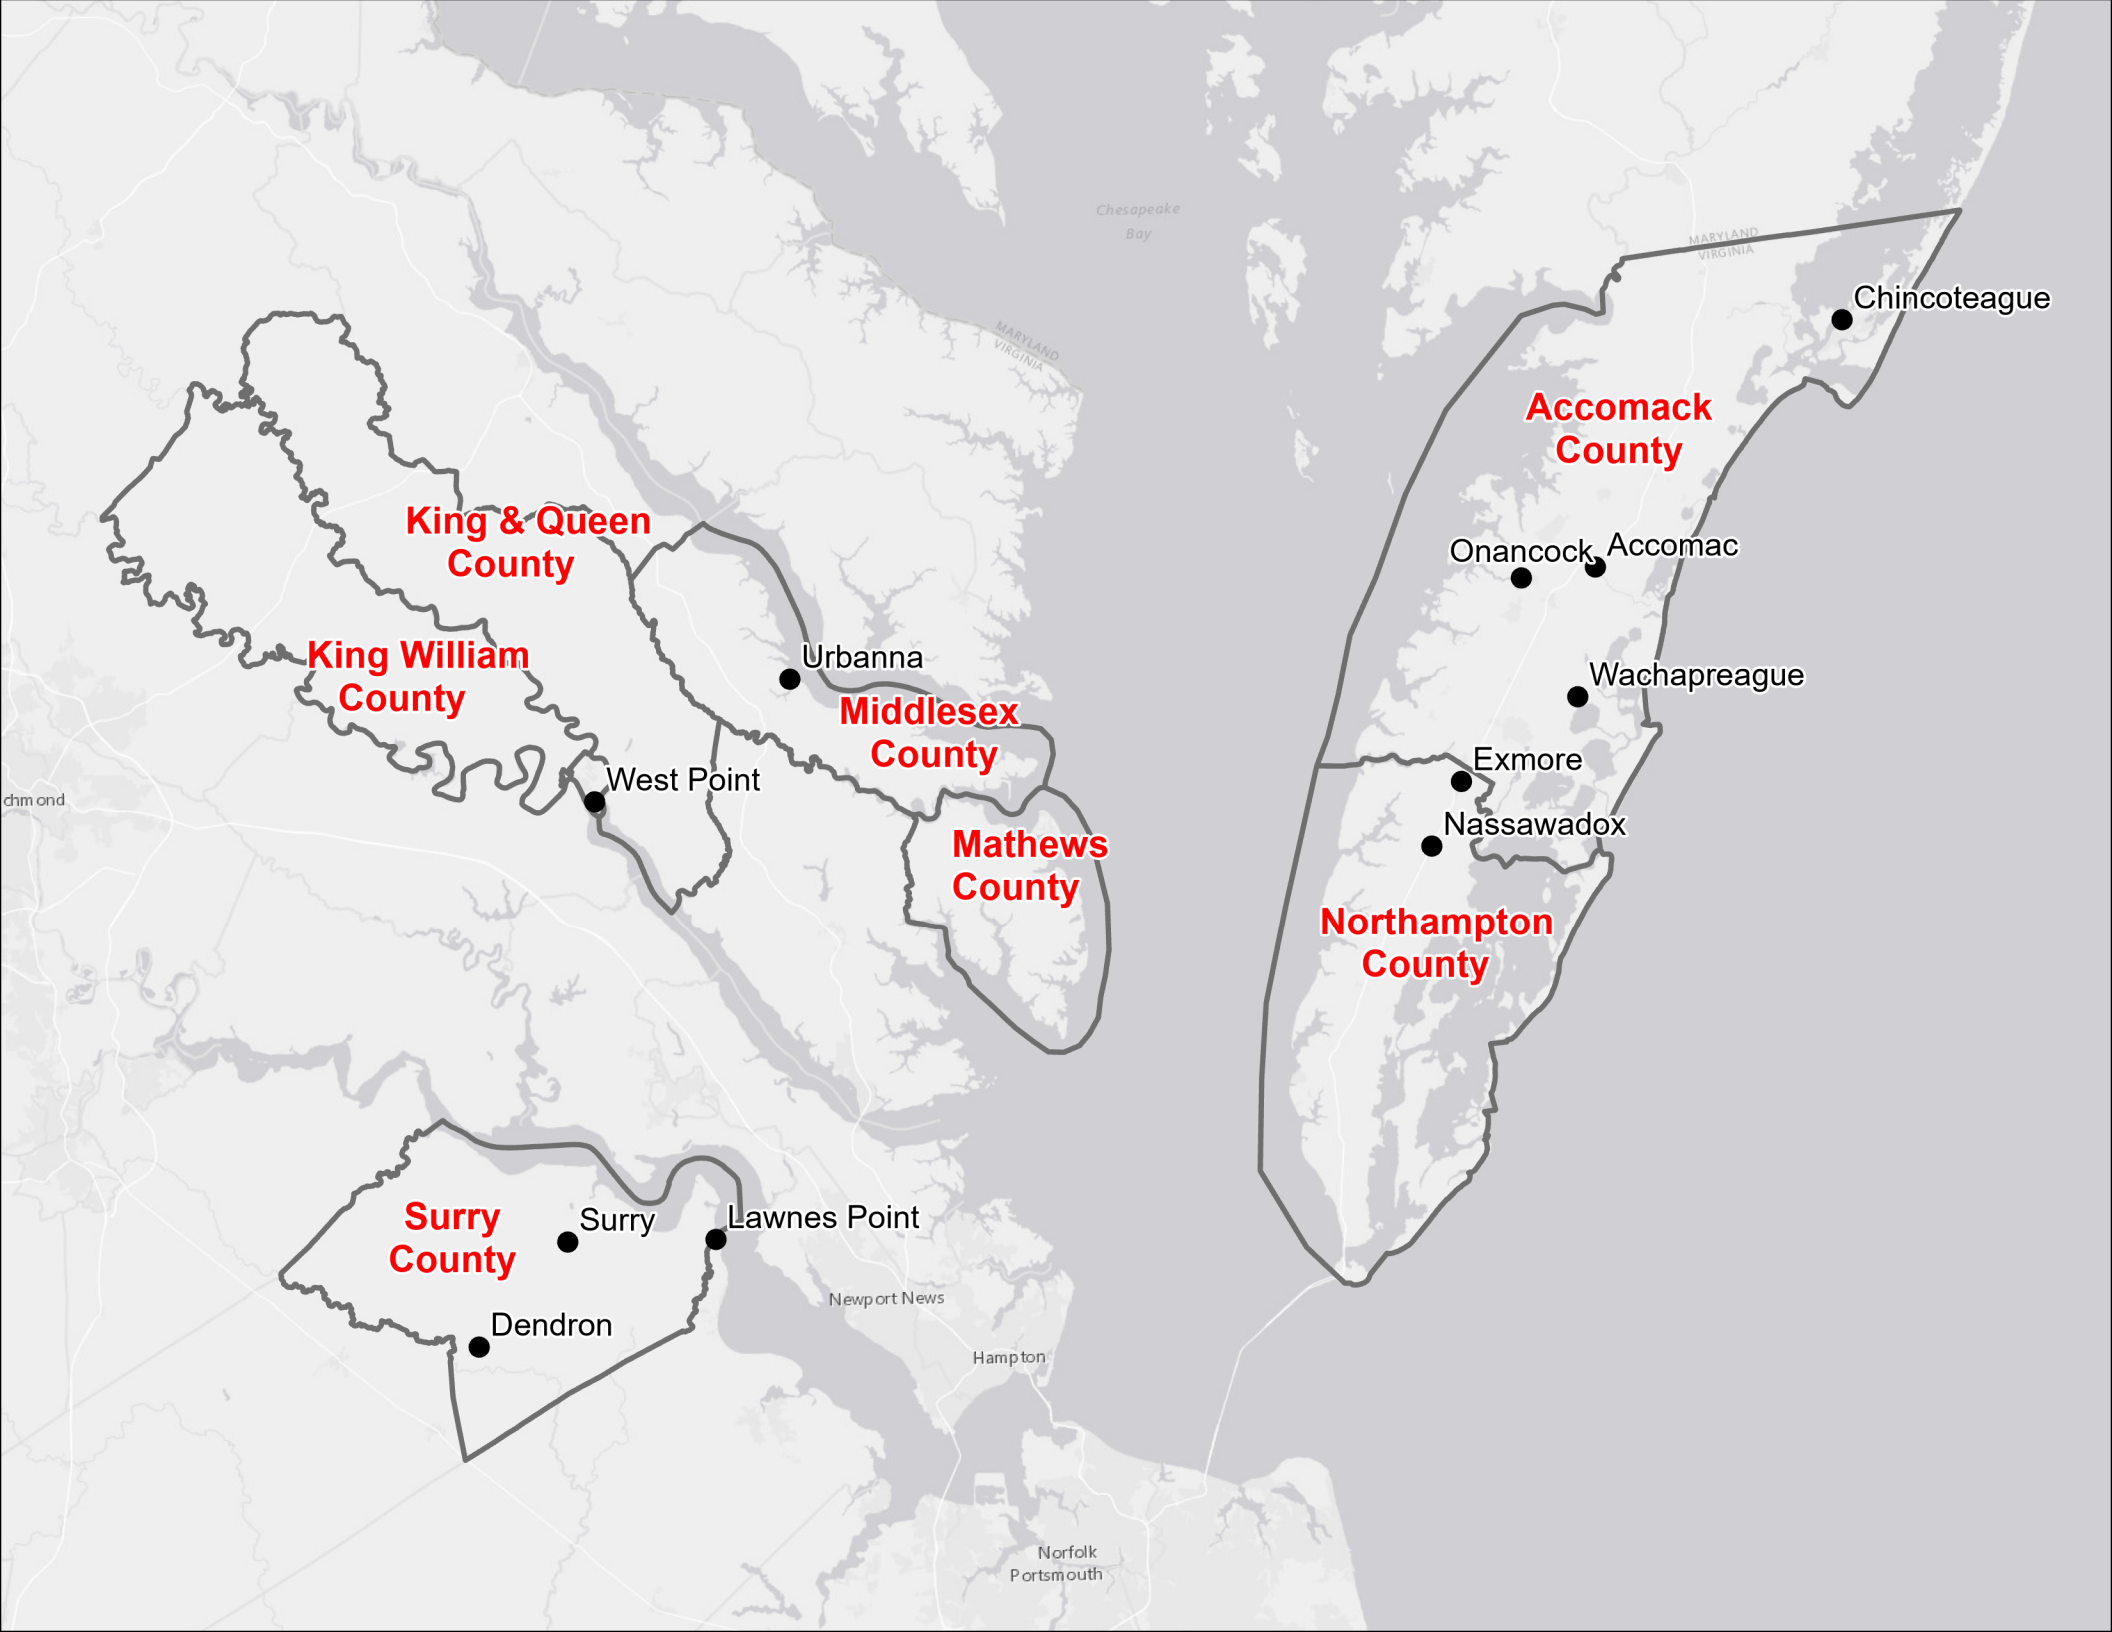 Chesapeake
Bay
MARYLAND
VIRGINIA
Chincoteague
MARYLAND
VIRGINIA
Accomack
County
King & Queen
County
Onancock
Accomac
King William
County
Urbanna
Wachapreague
Middlesex
County
West Point
Exmore
chmond
Nassawadox
Mathews
County
Northampton
County
Surry
County
Surry
Lawnes Point
Newport News
Dendron
Hampton
Norfolk
Portsmouth